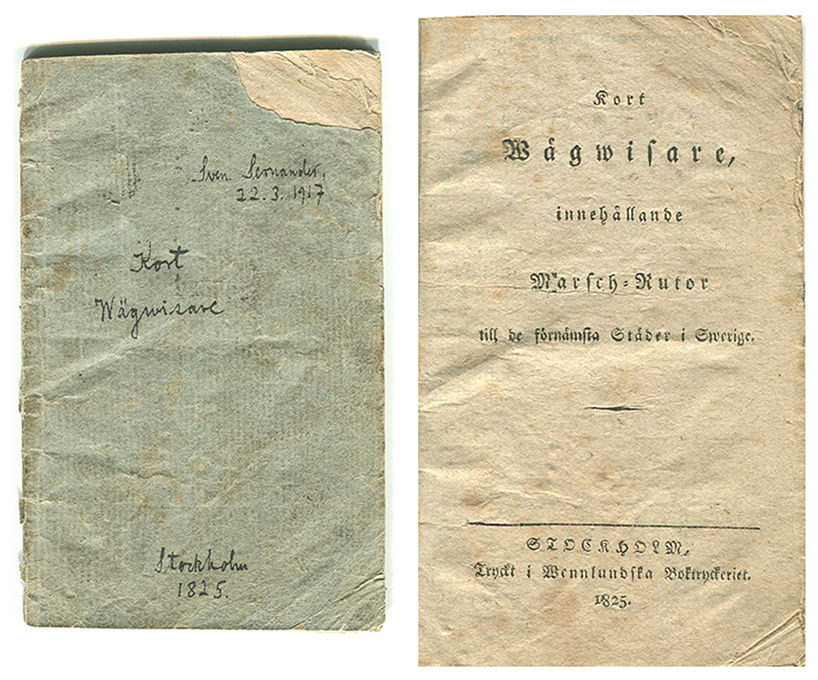 Sven Sernander,
22.3.1917
Kort
Wägwisare
Stockholm
1825.
Kort
Wägwisare,
innehållande
Marsch-Rutor
till de förnämsta Städer i Swerige.
STOCKHOLM,
Tryckt i Wennlundska Boktryckeriet.
1825.